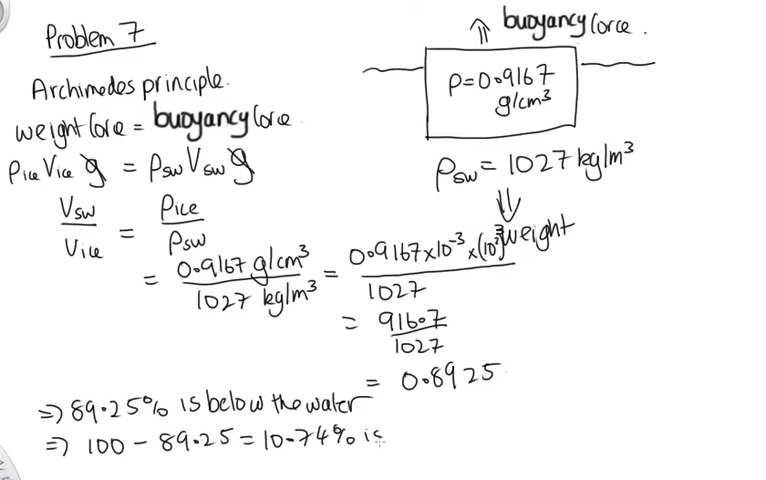 Problem 7
Archimedes principle.
weight force = buoyancy force.
ρice Vice g = ρsw Vsw g
Vsw / Vice = ρice / ρsw
= 0.9167 g/cm³ / 1027 kg/m³ = 0.9167×10⁻³ × (10²)³ / 1027
= 916.7 / 1027
= 0.8925
⇒ 89.25% is below the water
⇒ 100 - 89.25 = 10.74% is
⇑ buoyancy force.
ρ=0.9167
g/cm³
ρsw = 1027 kg/m³
⇓ weight